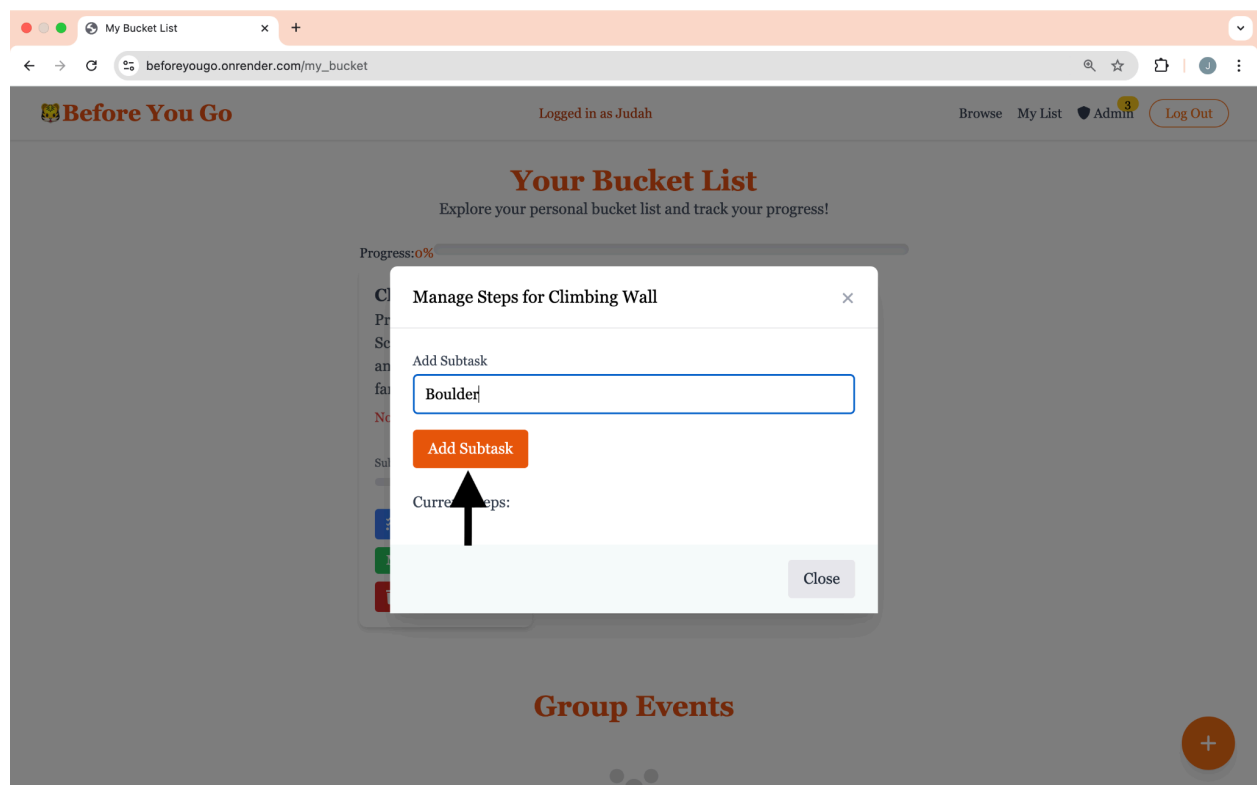 My Bucket List
beforeyougo.onrender.com/my_bucket
J
Before You Go
Logged in as Judah
Browse My List Admin 3 Log Out
Your Bucket List
Explore your personal bucket list and track your progress!
Progress:0%
Manage Steps for Climbing Wall
Add Subtask
Boulder
Add Subtask
Close
Group Events